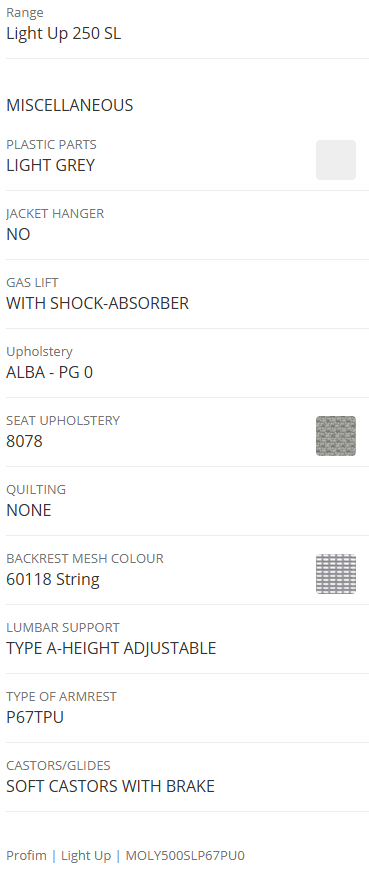 Range
Light Up 250 SL
MISCELLANEOUS
PLASTIC PARTS
LIGHT GREY
JACKET HANGER
NO
GAS LIFT
WITH SHOCK-ABSORBER
Upholstery
ALBA - PG 0
SEAT UPHOLSTERY
8078
QUILTING
NONE
BACKREST MESH COLOUR
60118 String
LUMBAR SUPPORT
TYPE A-HEIGHT ADJUSTABLE
TYPE OF ARMREST
P67TPU
CASTORS/GLIDES
SOFT CASTORS WITH BRAKE
Profim | Light Up | MOLY500SLP67PU0